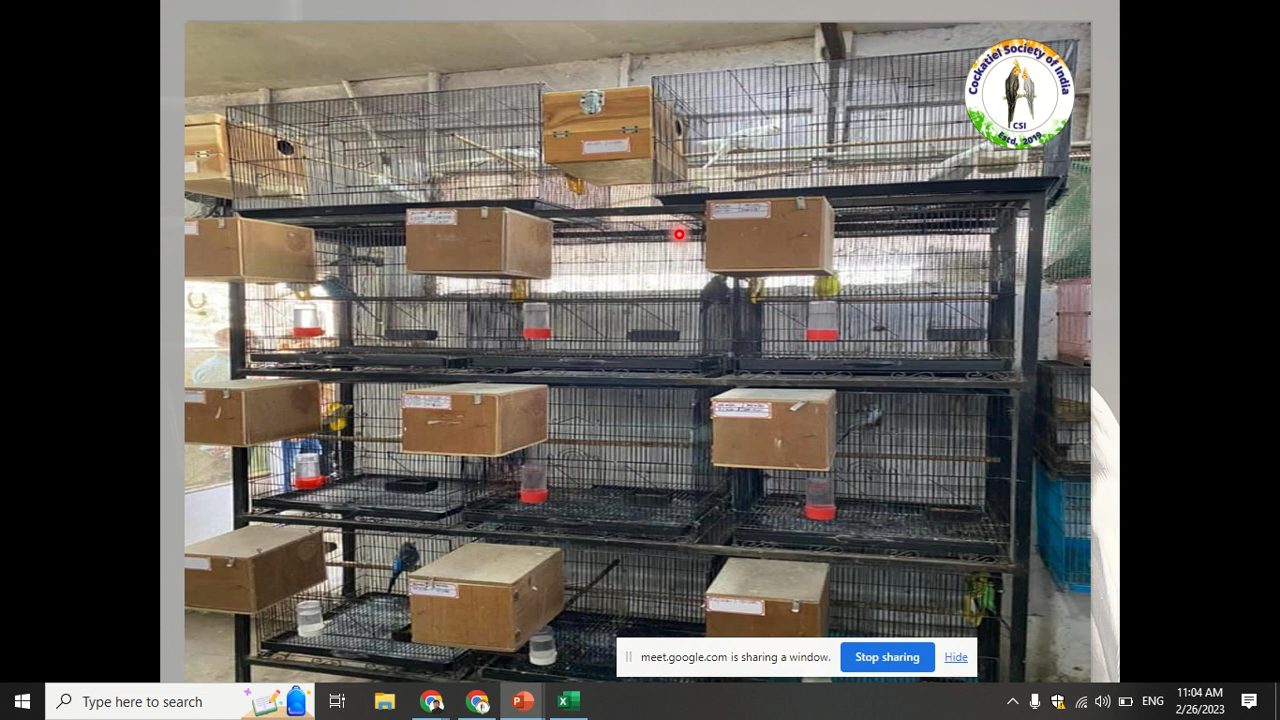 Cockatiel Society of India
CSI
Estd, 2019
meet.google.com is sharing a window.
Stop sharing
Hide
Type here to search
ENG
11:04 AM
2/26/2023